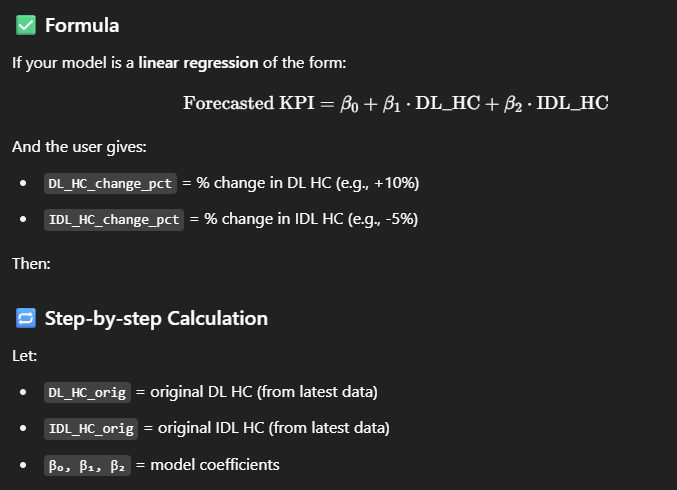 ✅ Formula
If your model is a linear regression of the form:
Forecasted KPI = β₀ + β₁ · DL_HC + β₂ · IDL_HC
And the user gives:
• DL_HC_change_pct = % change in DL HC (e.g., +10%)
• IDL_HC_change_pct = % change in IDL HC (e.g., -5%)
Then:
🔁 Step-by-step Calculation
Let:
• DL_HC_orig = original DL HC (from latest data)
• IDL_HC_orig = original IDL HC (from latest data)
• β₀, β₁, β₂ = model coefficients